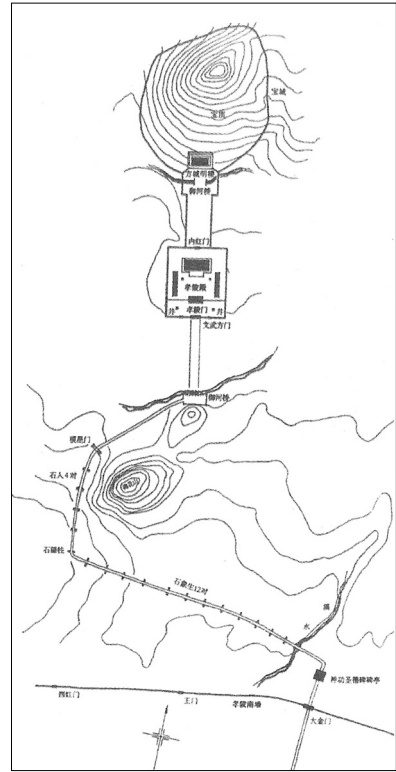 宝城
宝顶
方城明楼
御河桥
内红门
孝陵殿
井
孝陵门
井
文武方门
御河桥
棂星门
石人4对
石望柱
石象生12对
溪
水
神功圣德碑碑亭
西红门
王门
孝陵南墙
大金门